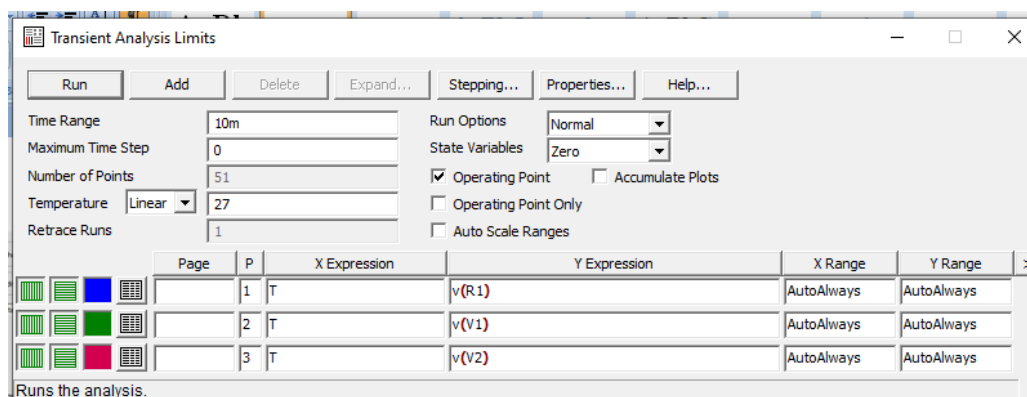 Transient Analysis Limits
Run Add Delete Expand... Stepping... Properties... Help...
Time Range 10m Run Options Normal
Maximum Time Step 0 State Variables Zero
Number of Points 51 Operating Point Accumulate Plots
Temperature Linear 27 Operating Point Only
Retrace Runs 1 Auto Scale Ranges
Page P X Expression Y Expression X Range Y Range >
1 T v(R1) AutoAlways AutoAlways
2 T v(V1) AutoAlways AutoAlways
3 T v(V2) AutoAlways AutoAlways
Runs the analysis.